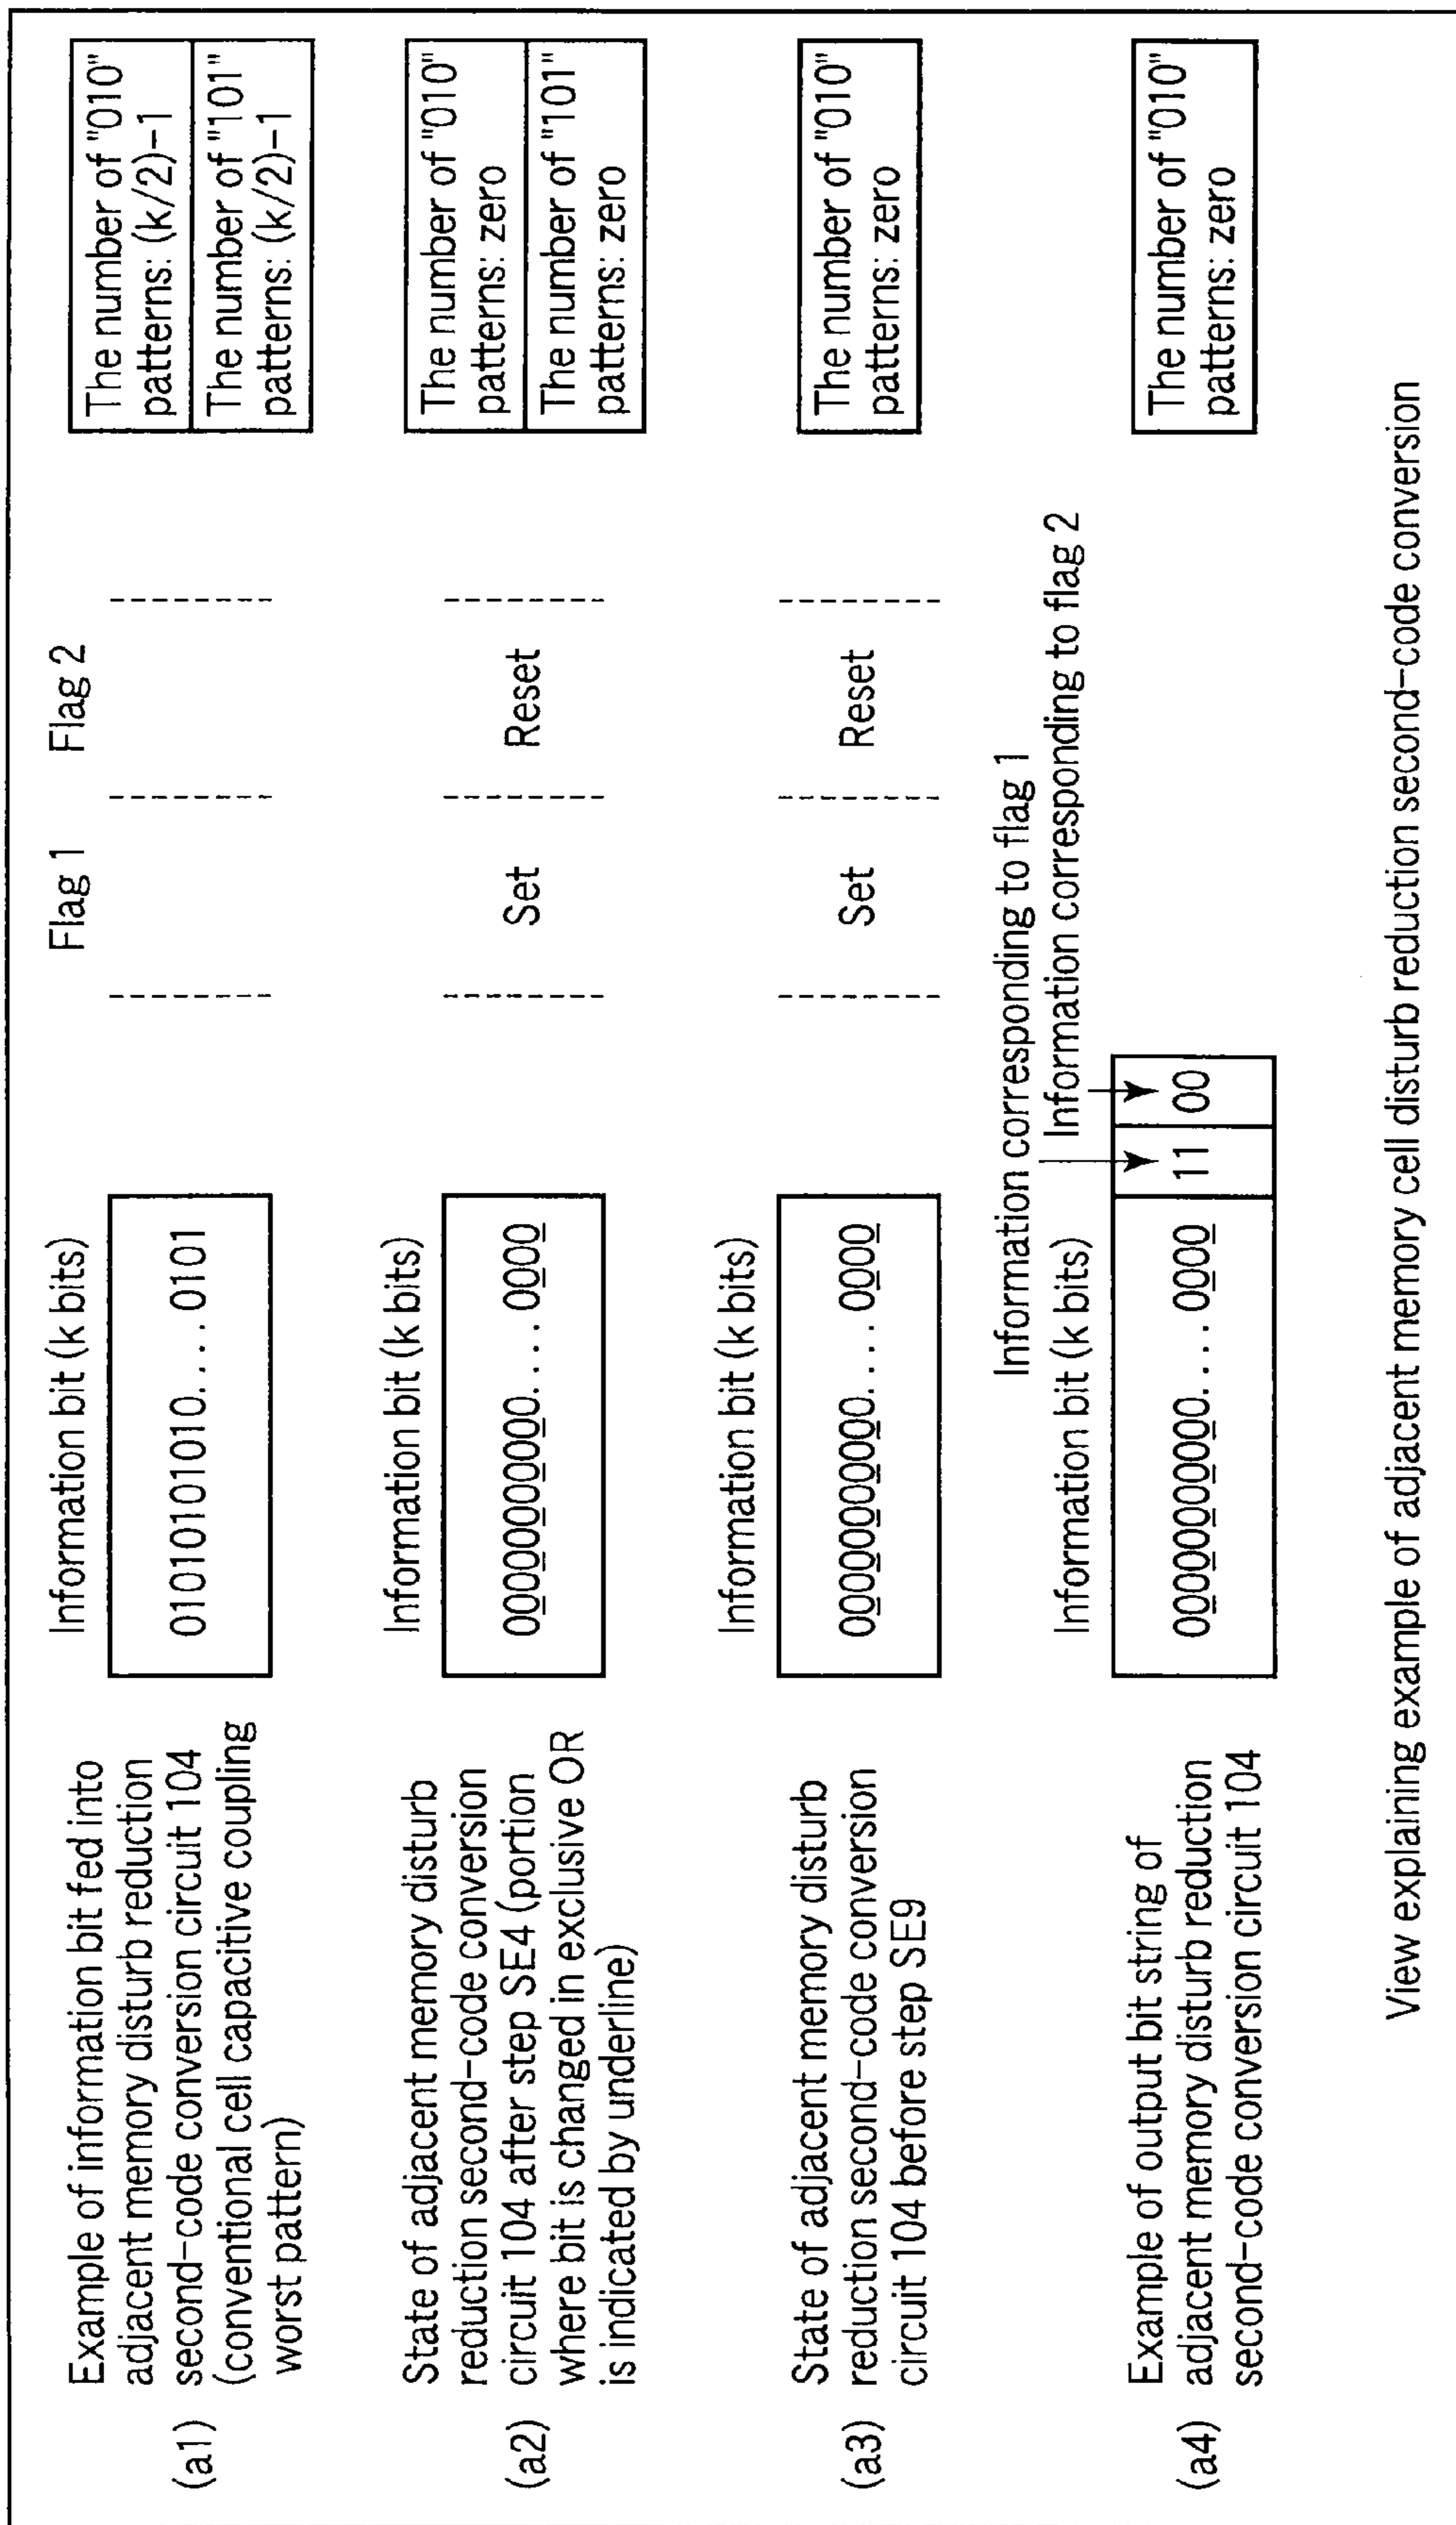 Information bit (k bits)
Flag 1
Flag 2
(a1)
Example of information bit fed into
adjacent memory disturb reduction
second-code conversion circuit 104
(conventional cell capacitive coupling
worst pattern)
01010101010....0101
The number of "010"
patterns: (k/2)-1
The number of "101"
patterns: (k/2)-1
Information bit (k bits)
(a2)
State of adjacent memory disturb
reduction second-code conversion
circuit 104 after step SE4 (portion
where bit is changed in exclusive OR
is indicated by underline)
00000000000....0000
Set
Reset
The number of "010"
patterns: zero
The number of "101"
patterns: zero
Information bit (k bits)
(a3)
State of adjacent memory disturb
reduction second-code conversion
circuit 104 before step SE9
00000000000....0000
Set
Reset
The number of "010"
patterns: zero
Information corresponding to flag 1
Information corresponding to flag 2
Information bit (k bits)
(a4)
Example of output bit string of
adjacent memory disturb reduction
second-code conversion circuit 104
00000000000....0000
11
00
The number of "010"
patterns: zero
View explaining example of adjacent memory cell disturb reduction second-code conversion